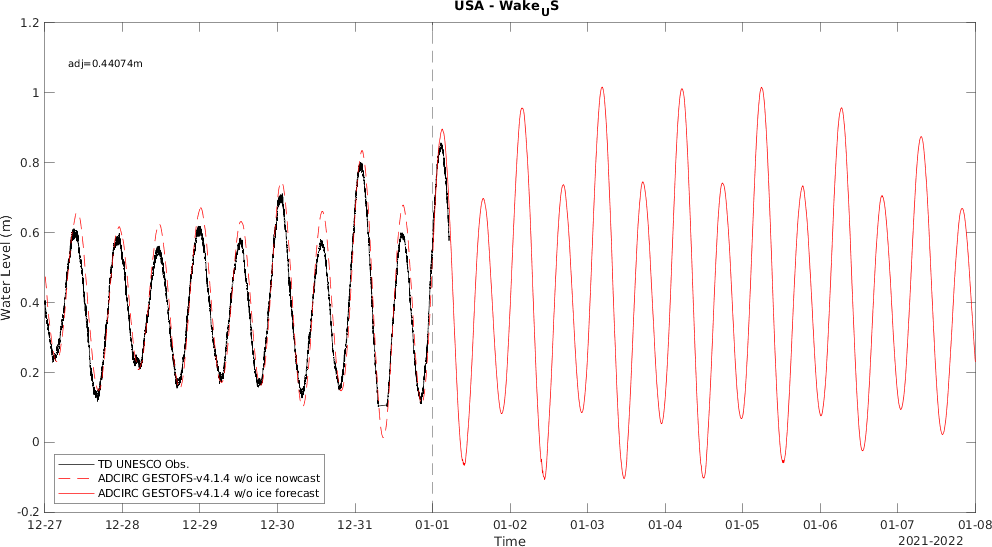 USA - Wake_US
1.2
adj=0.44074m
1
0.8
0.6
0.4
0.2
0
-0.2
Water Level (m)
TD UNESCO Obs.
ADCIRC GESTOFS-v4.1.4 w/o ice nowcast
ADCIRC GESTOFS-v4.1.4 w/o ice forecast
12-27 12-28 12-29 12-30 12-31 01-01 01-02 01-03 01-04 01-05 01-06 01-07 01-08
Time
2021-2022